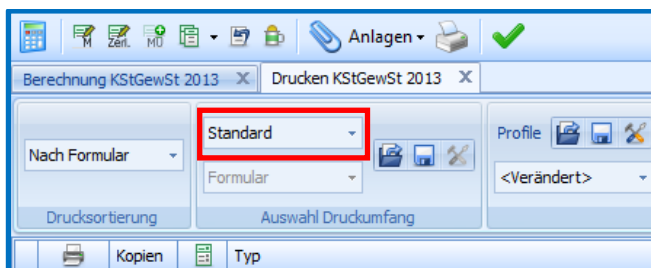 M Zerl. MÜ Anlagen
Berechnung KStGewSt 2013 X Drucken KStGewSt 2013 X
Standard Profile
Nach Formular
Formular <Verändert>
Drucksortierung Auswahl Druckumfang
Kopien Typ